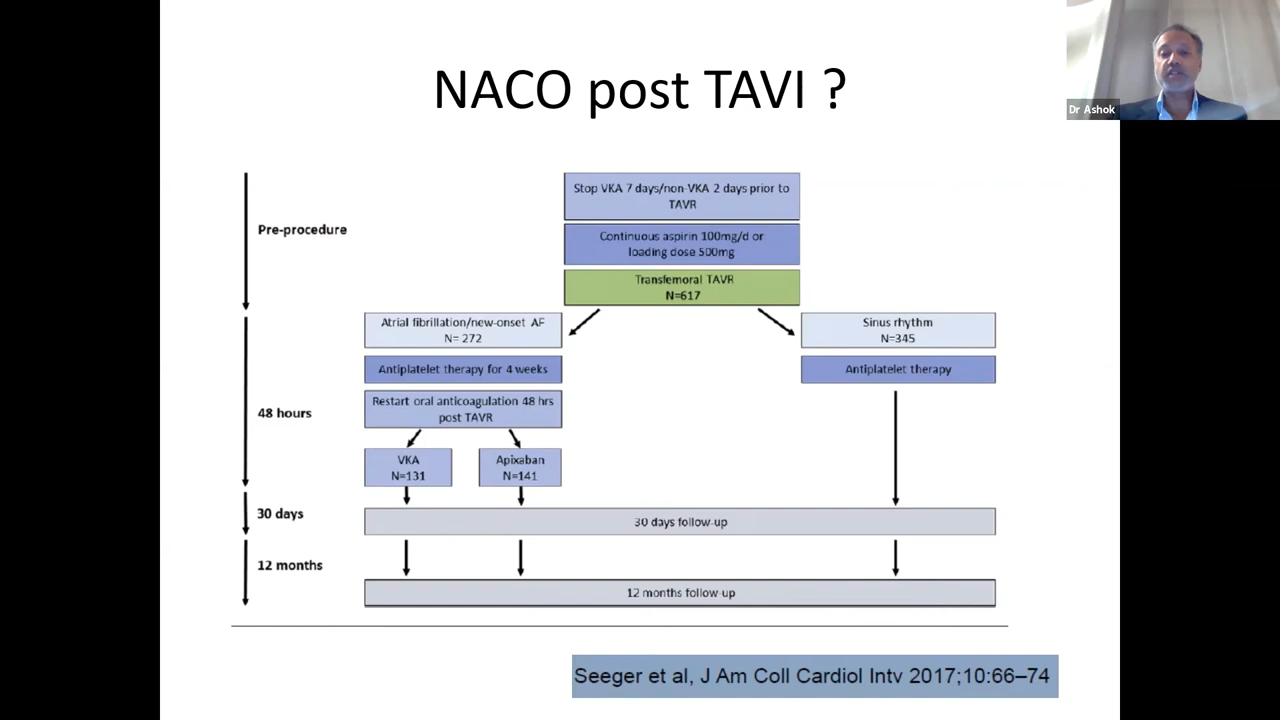 NACO post TAVI ?
Dr Ashok
Pre-procedure
Stop VKA 7 days/non-VKA 2 days prior to
TAVR
Continuous aspirin 100mg/d or
loading dose 500mg
Transfemoral TAVR
N=617
Atrial fibrillation/new-onset AF
N= 272
Sinus rhythm
N=345
Antiplatelet therapy for 4 weeks
Antiplatelet therapy
48 hours
Restart oral anticoagulation 48 hrs
post TAVR
VKA
N=131
Apixaban
N=141
30 days
30 days follow-up
12 months
12 months follow-up
Seeger et al, J Am Coll Cardiol Intv 2017;10:66–74